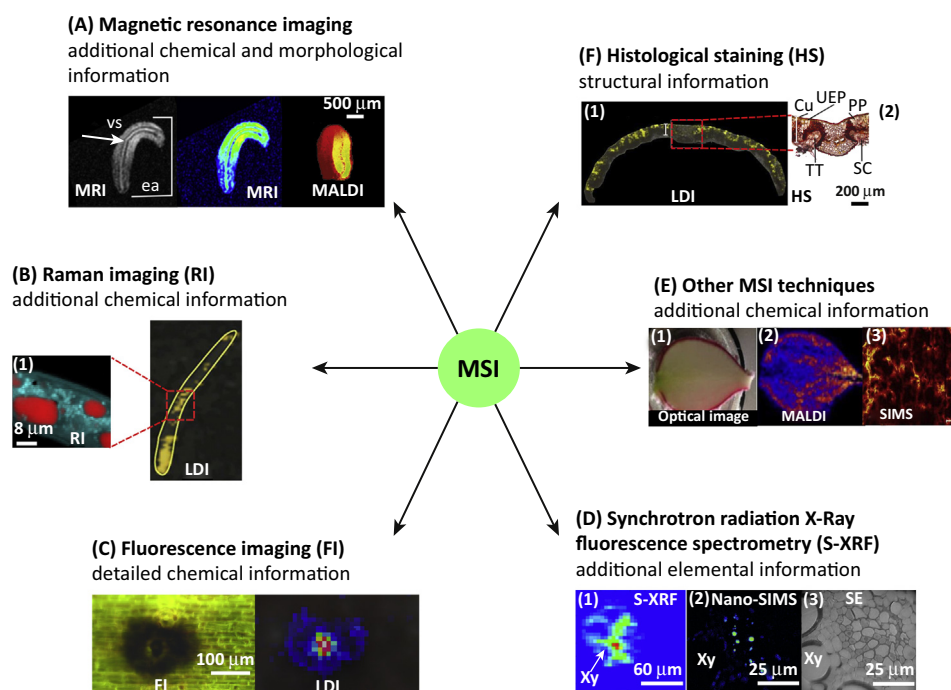 (A) Magnetic resonance imaging
additional chemical and morphological
information
500 μm
vs
ea
MRI
MRI
MALDI
(F) Histological staining (HS)
structural information
(1)
Cu
UEP
PP
(2)
TT
SC
LDI
HS
200 μm
(B) Raman imaging (RI)
additional chemical information
(1)
8 μm
RI
LDI
MSI
(E) Other MSI techniques
additional chemical information
(1)
(2)
(3)
Optical image
MALDI
SIMS
(C) Fluorescence imaging (FI)
detailed chemical information
100 μm
FI
LDI
(D) Synchrotron radiation X-Ray
fluorescence spectrometry (S-XRF)
additional elemental information
(1)
S-XRF
(2)
Nano-SIMS
(3)
SE
Xy
60 μm
Xy
25 μm
Xy
25 μm